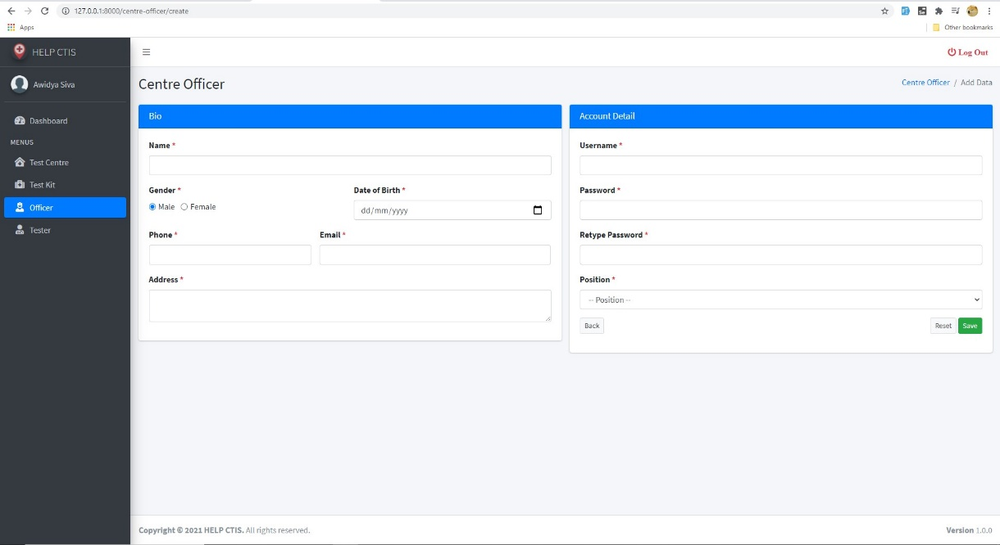 127.0.0.1:8000/centre-officer/create
Apps
Other bookmarks
HELP CTIS
Log Out
Awidya Siva
Centre Officer
Centre Officer / Add Data
Dashboard
MENUS
Test Centre
Test Kit
Officer
Tester
Bio
Name *
Gender *
Date of Birth *
Male Female
dd/mm/yyyy
Phone *
Email *
Address *
Account Detail
Username *
Password *
Retype Password *
Position *
-- Position --
Back
Reset
Save
Copyright © 2021 HELP CTIS. All rights reserved.
Version 1.0.0